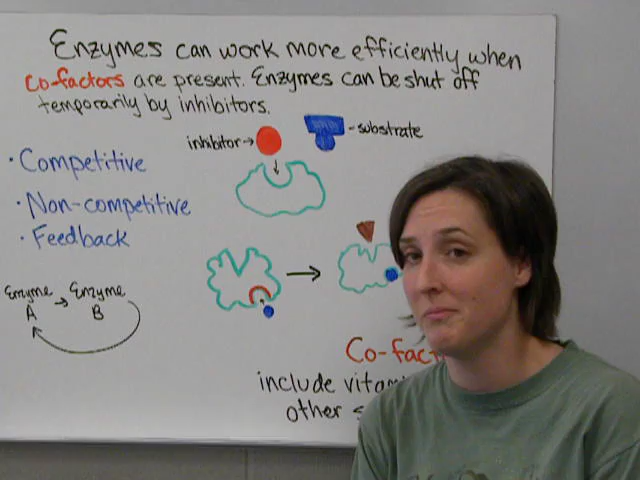 Enzymes can work more efficiently when
Co-factors are present. Enzymes can be shut off
temporarily by inhibitors.
inhibitor→ -substrate
• Competitive
• Non-competitive
• Feedback
Enzyme → Enzyme
A B
Co-fac
include vitam
other